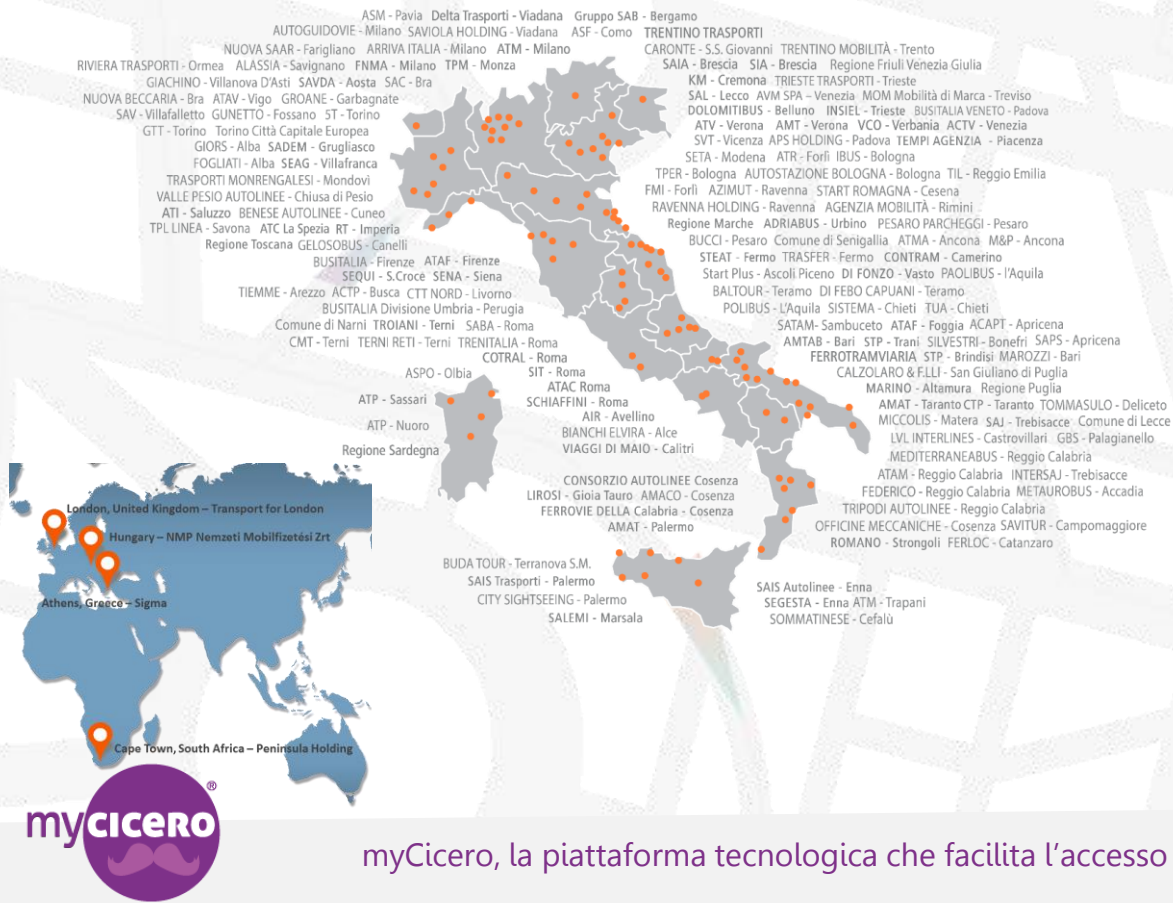 ASM - Pavia Delta Trasporti - Viadana Gruppo SAB - Bergamo
AUTOGUIDOVIE - Milano SAVIOLA HOLDING - Viadana ASF - Como TRENTINO TRASPORTI
NUOVA SAAR - Farigliano ARRIVA ITALIA - Milano ATM - Milano
RIVIERA TRASPORTI - Ormea ALASSIA - Savignano FNMA - Milano TPM - Monza
GIACHINO - Villanova D'Asti SAVDA - Aosta SAC - Bra
NUOVA BECCARIA - Bra ATAV - Vigo GROANE - Garbagnate
SAV - Villafalletto GUNETTO - Fossano ST - Torino
GTT - Torino Torino Città Capitale Europea
GIORS - Alba SADEM - Grugliasco
FOGLIATI - Alba SEAG - Villafranca
TRASPORTI MONREGALESI - Mondovì
VALLE PESIO AUTOLINEE - Chiusa di Pesio
ATI - Saluzzo BENESE AUTOLINEE - Cuneo
TPL LINEA - Savona ATC La Spezia RT - Imperia
Regione Toscana GELOSOBUS - Canelli
BUSITALIA - Firenze ATAF - Firenze
SEQUI - S.Croce SENA - Siena
TIEMME - Arezzo ACTP - Busca CTT NORD - Livorno
BUSITALIA Divisione Umbria - Perugia
Comune di Narni TROIANI - Terni SABA - Roma
CMT - Terni TERNI RETI - Terni TRENITALIA - Roma
COTRAL - Roma
SIT - Roma
ATAC Roma
SCHIAFFINI - Roma
AIR - Avellino
BIANCHI ELVIRA - Alce
VIAGGI DI MAIO - Calitri
CARONTE - S.S. Giovanni TRENTINO MOBILITÀ - Trento
SAIA - Brescia SIA - Brescia Regione Friuli Venezia Giulia
KM - Cremona TRIESTE TRASPORTI - Trieste
SAL - Lecco AVM SPA – Venezia MOM Mobilità di Marca - Treviso
DOLOMITIBUS - Belluno INSIEL - Trieste BUSITALIA VENETO - Padova
ATV - Verona AMT - Verona VCO - Verbania ACTV - Venezia
SVT - Vicenza APS HOLDING - Padova TEMPI AGENZIA - Piacenza
SETA - Modena ATR - Forlì IBUS - Bologna
TPER - Bologna AUTOSTAZIONE BOLOGNA - Bologna TIL - Reggio Emilia
FMI - Forlì AZIMUT - Ravenna START ROMAGNA - Cesena
RAVENNA HOLDING - Ravenna AGENZIA MOBILITÀ - Rimini
Regione Marche ADRIABUS - Urbino PESARO PARCHEGGI - Pesaro
BUCCI - Pesaro Comune di Senigallia ATMA - Ancona M&P - Ancona
STEAT - Fermo TRASFER - Fermo CONTRAM - Camerino
Start Plus - Ascoli Piceno DI FONZO - Vasto PAOLIBUS - l'Aquila
BALTOUR - Teramo DI FEBO CAPUANI - Teramo
POLIBUS - L'Aquila SISTEMA - Chieti TUA - Chieti
SATAM- Sambuceto ATAF - Foggia ACAPT - Apricena
AMTAB - Bari STP - Trani SILVESTRI - Bonefri SAPS - Apricena
FERROTRAMVIARIA STP - Brindisi MAROZZI - Bari
CALZOLARO & F.LLI - San Giuliano di Puglia
MARINO - Altamura Regione Puglia
AMAT - Taranto CTP - Taranto TOMMASULO - Deliceto
MICCOLIS - Matera SAJ - Trebisacce Comune di Lecce
LVL INTERLINES - Castrovillari GBS - Palagianello
MEDITERRANEABUS - Reggio Calabria
ATAM - Reggio Calabria INTERSAJ - Trebisacce
FEDERICO - Reggio Calabria METAUROBUS - Accadia
TRIPODI AUTOLINEE - Reggio Calabria
OFFICINE MECCANICHE - Cosenza SAVITUR - Campomaggiore
ROMANO - Strongoli FERLOC - Catanzaro
ASPO - Olbia
ATP - Sassari
ATP - Nuoro
Regione Sardegna
CONSORZIO AUTOLINEE Cosenza
LIROSI - Gioia Tauro AMACO - Cosenza
FERROVIE DELLA Calabria - Cosenza
AMAT - Palermo
BUDA TOUR - Terranova S.M.
SAIS Trasporti - Palermo
CITY SIGHTSEEING - Palermo
SALEMI - Marsala
SAIS Autolinee - Enna
SEGESTA - Enna ATM - Trapani
SOMMATINESE - Cefalù
London, United Kingdom – Transport for London
Hungary – NMP Nemzeti Mobilfizetési Zrt
Athens, Greece – Sigma
Cape Town, South Africa – Peninsula Holding
mycicero®
myCicero, la piattaforma tecnologica che facilita l'accesso